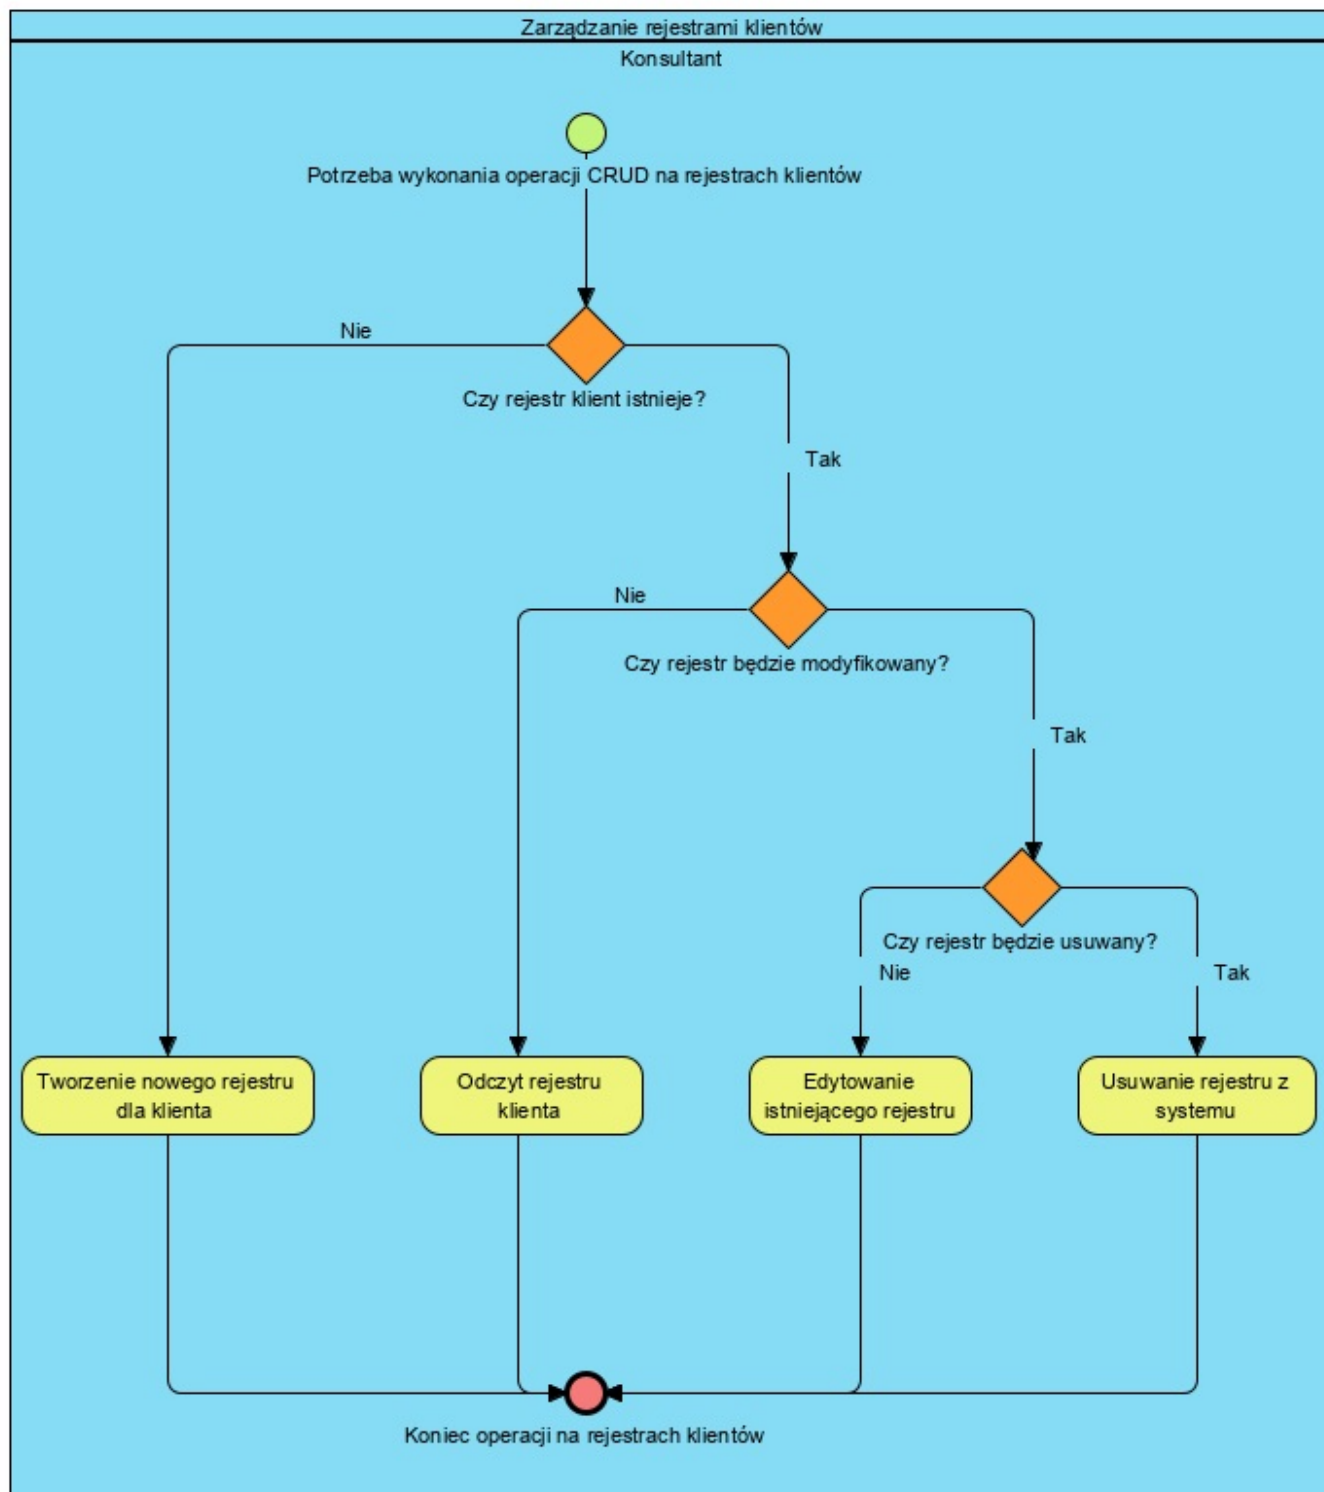 Zarządzanie rejestrami klientów
Konsultant
Potrzeba wykonania operacji CRUD na rejestrach klientów
Nie
Czy rejestr klient istnieje?
Tak
Nie
Czy rejestr będzie modyfikowany?
Tak
Czy rejestr będzie usuwany?
Nie
Tak
Tworzenie nowego rejestru
dla klienta
Odczyt rejestru
klienta
Edytowanie
istniejącego rejestru
Usuwanie rejestru z
systemu
Koniec operacji na rejestrach klientów